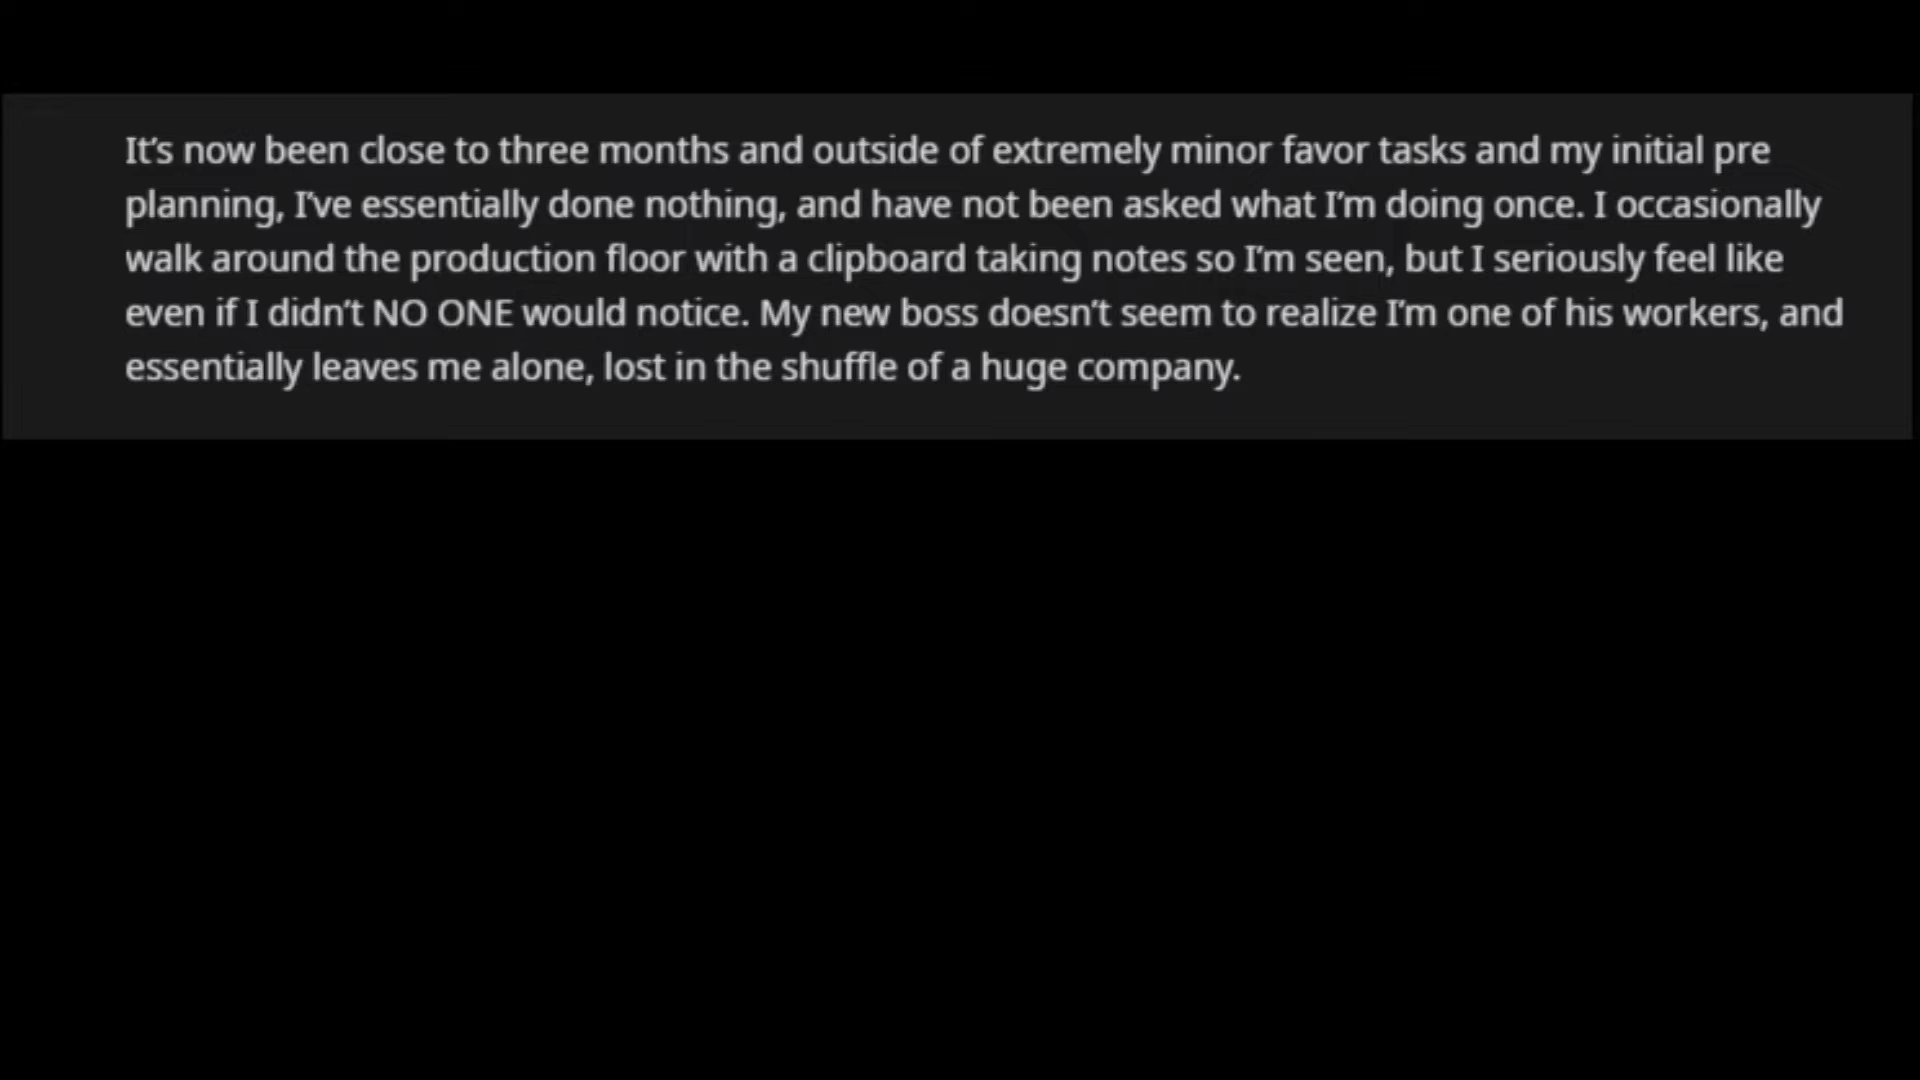 It’s now been close to three months and outside of extremely minor favor tasks and my initial pre
planning, I’ve essentially done nothing, and have not been asked what I’m doing once. I occasionally
walk around the production floor with a clipboard taking notes so I’m seen, but I seriously feel like
even if I didn’t NO ONE would notice. My new boss doesn’t seem to realize I’m one of his workers, and
essentially leaves me alone, lost in the shuffle of a huge company.